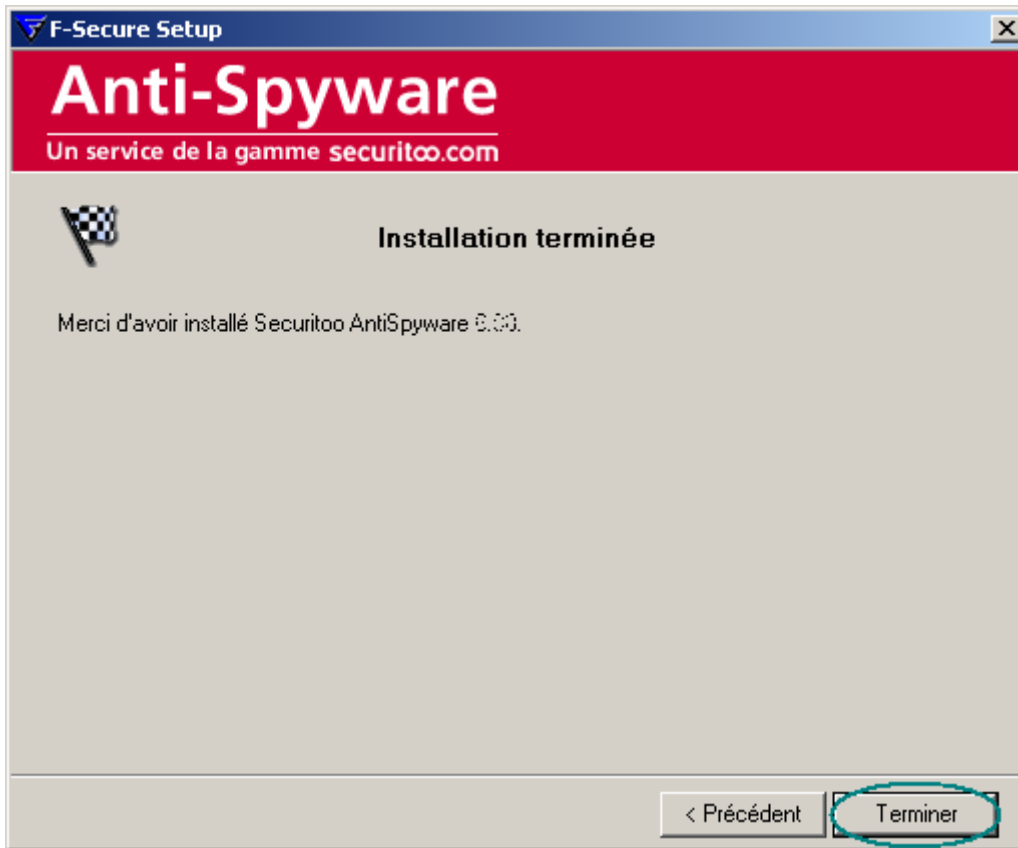 F-Secure Setup
Anti-Spyware
Un service de la gamme securitoo.com
Installation terminée
Merci d'avoir installé Securitoo AntiSpyware
< Précédent
Terminer